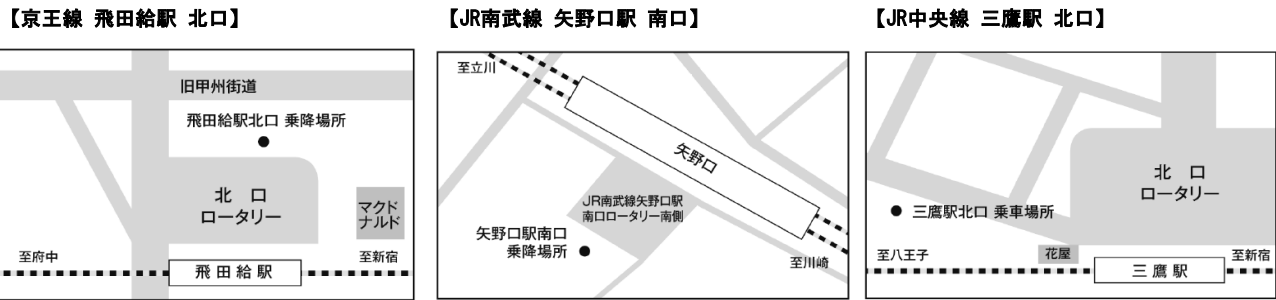 【京王線 飛田給駅 北口】
旧甲州街道
飛田給駅北口 乗降場所
北 口
ロータリー
マクド
ナルド
至府中
至新宿
飛田給駅
【JR南武線 矢野口駅 南口】
至立川
矢野口
JR南武線矢野口駅
南口ロータリー南側
矢野口駅南口
乗降場所
至川崎
【JR中央線 三鷹駅 北口】
北 口
ロータリー
三鷹駅北口 乗車場所
至八王子
花屋
至新宿
三鷹駅